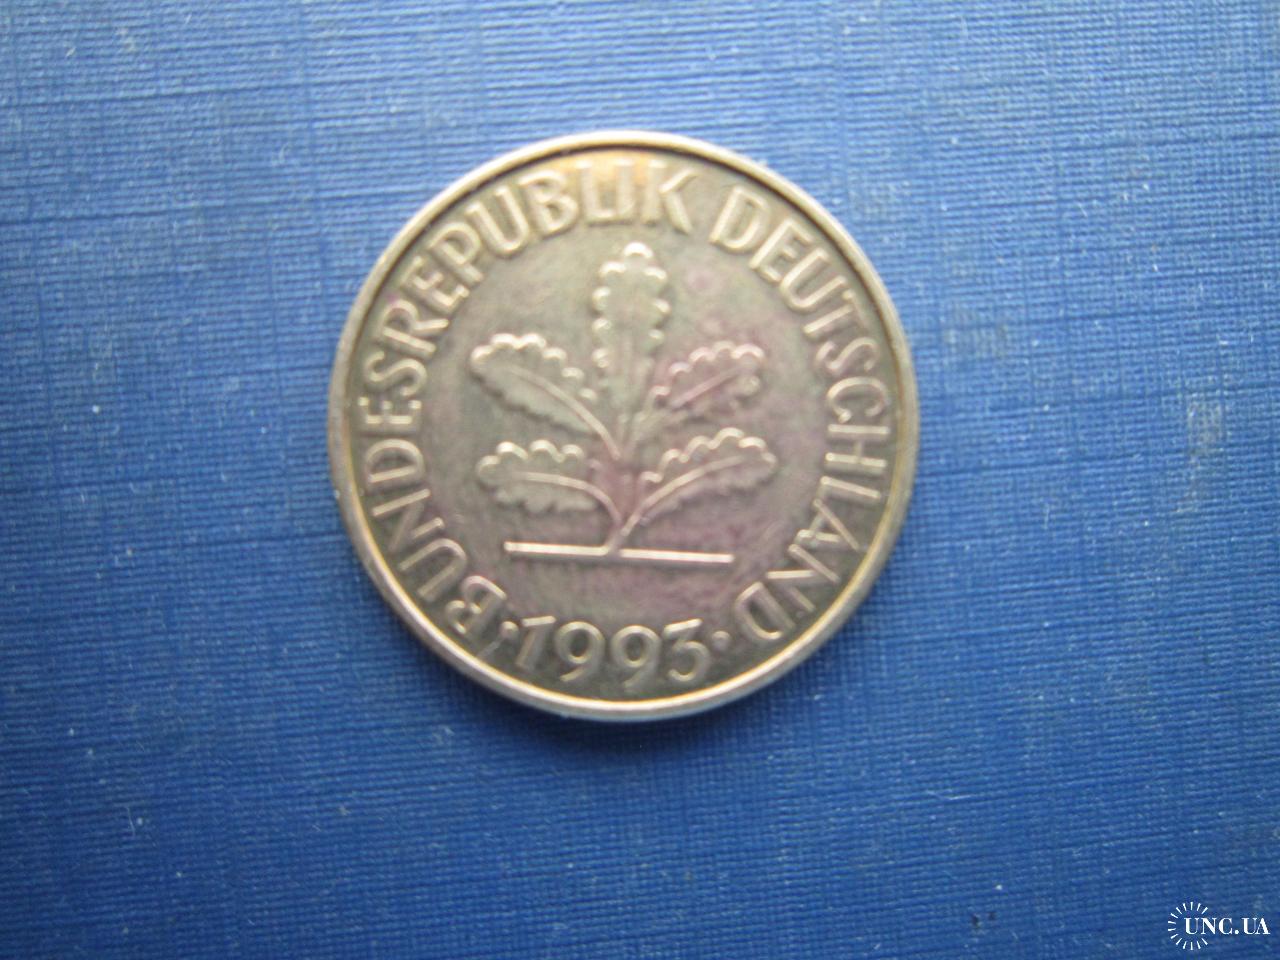 BUNDESREPUBLIK DEUTSCHLAND
· 1993 ·
UNC.UA